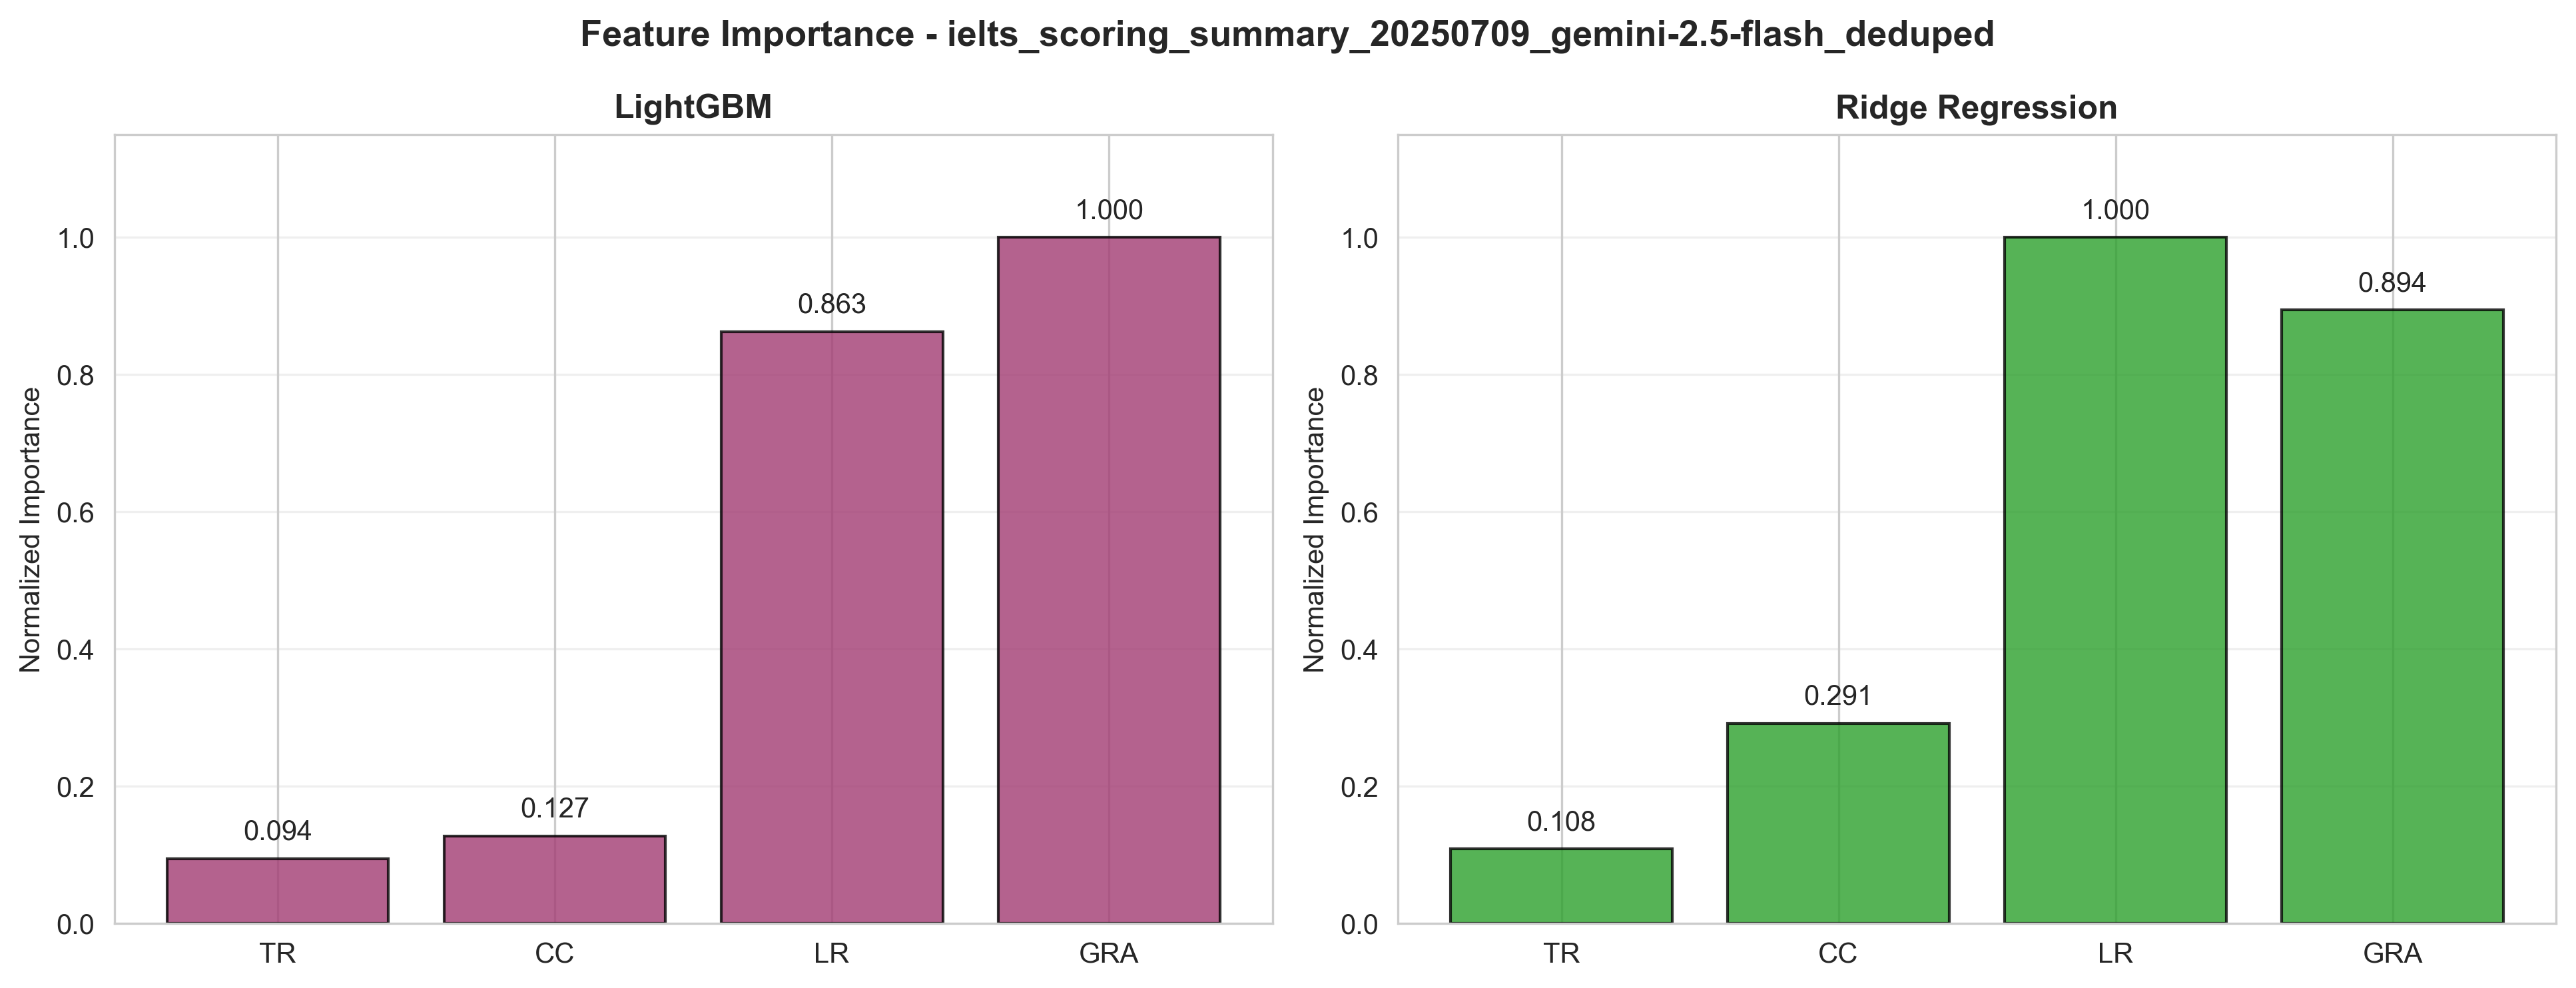 Feature Importance - ielts_scoring_summary_20250709_gemini-2.5-flash_deduped
LightGBM
Normalized Importance
1.0
0.8
0.6
0.4
0.2
0.0
0.094
0.127
0.863
1.000
TR
CC
LR
GRA
Ridge Regression
Normalized Importance
1.0
0.8
0.6
0.4
0.2
0.0
0.108
0.291
1.000
0.894
TR
CC
LR
GRA